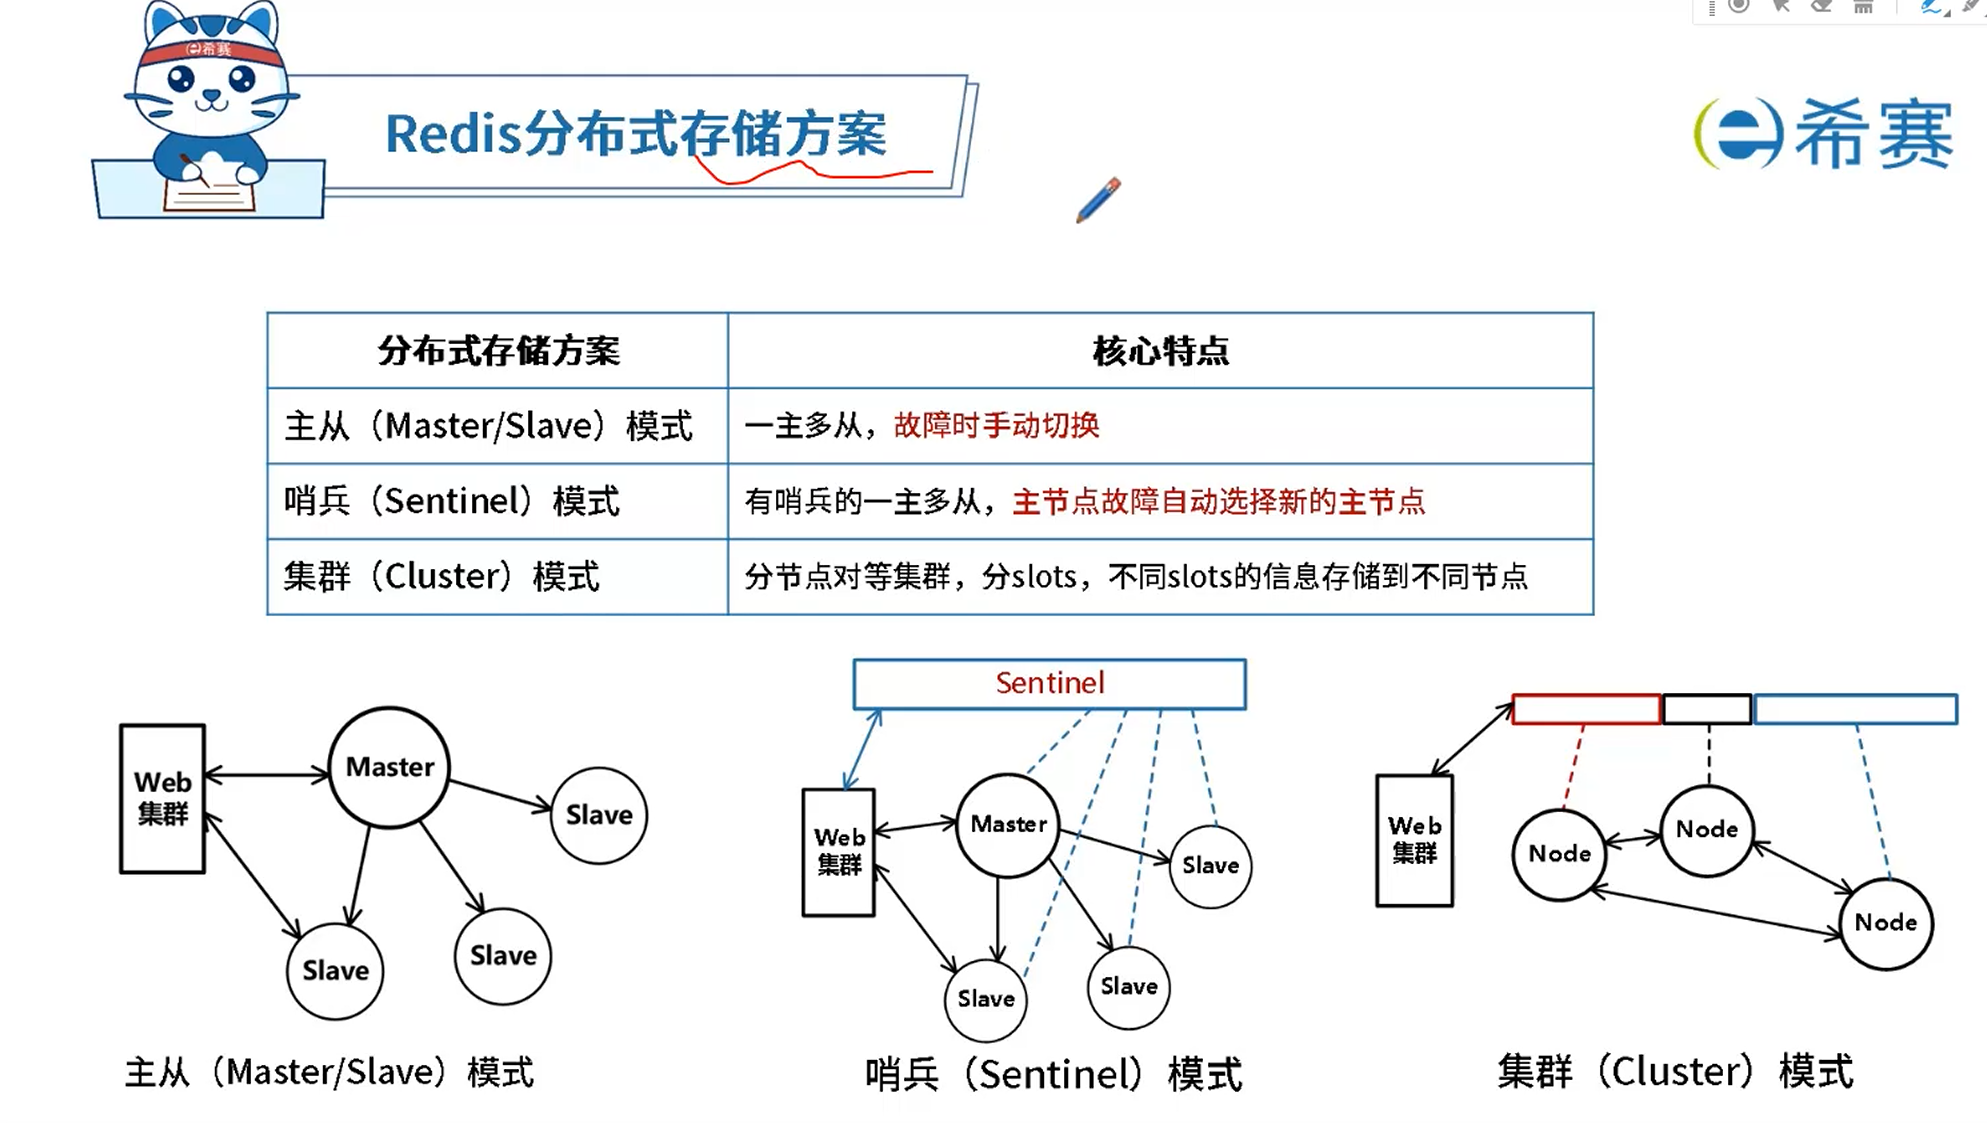 希赛
Redis分布式存储方案
希赛
分布式存储方案
核心特点
主从（Master/Slave）模式
一主多从，故障时手动切换
哨兵（Sentinel）模式
有哨兵的一主多从，主节点故障自动选择新的主节点
集群（Cluster）模式
分节点对等集群，分slots，不同slots的信息存储到不同节点
Web
集群
Master
Slave
Slave
Slave
主从（Master/Slave）模式
Sentinel
Web
集群
Master
Slave
Slave
Slave
哨兵（Sentinel）模式
Web
集群
Node
Node
Node
集群（Cluster）模式